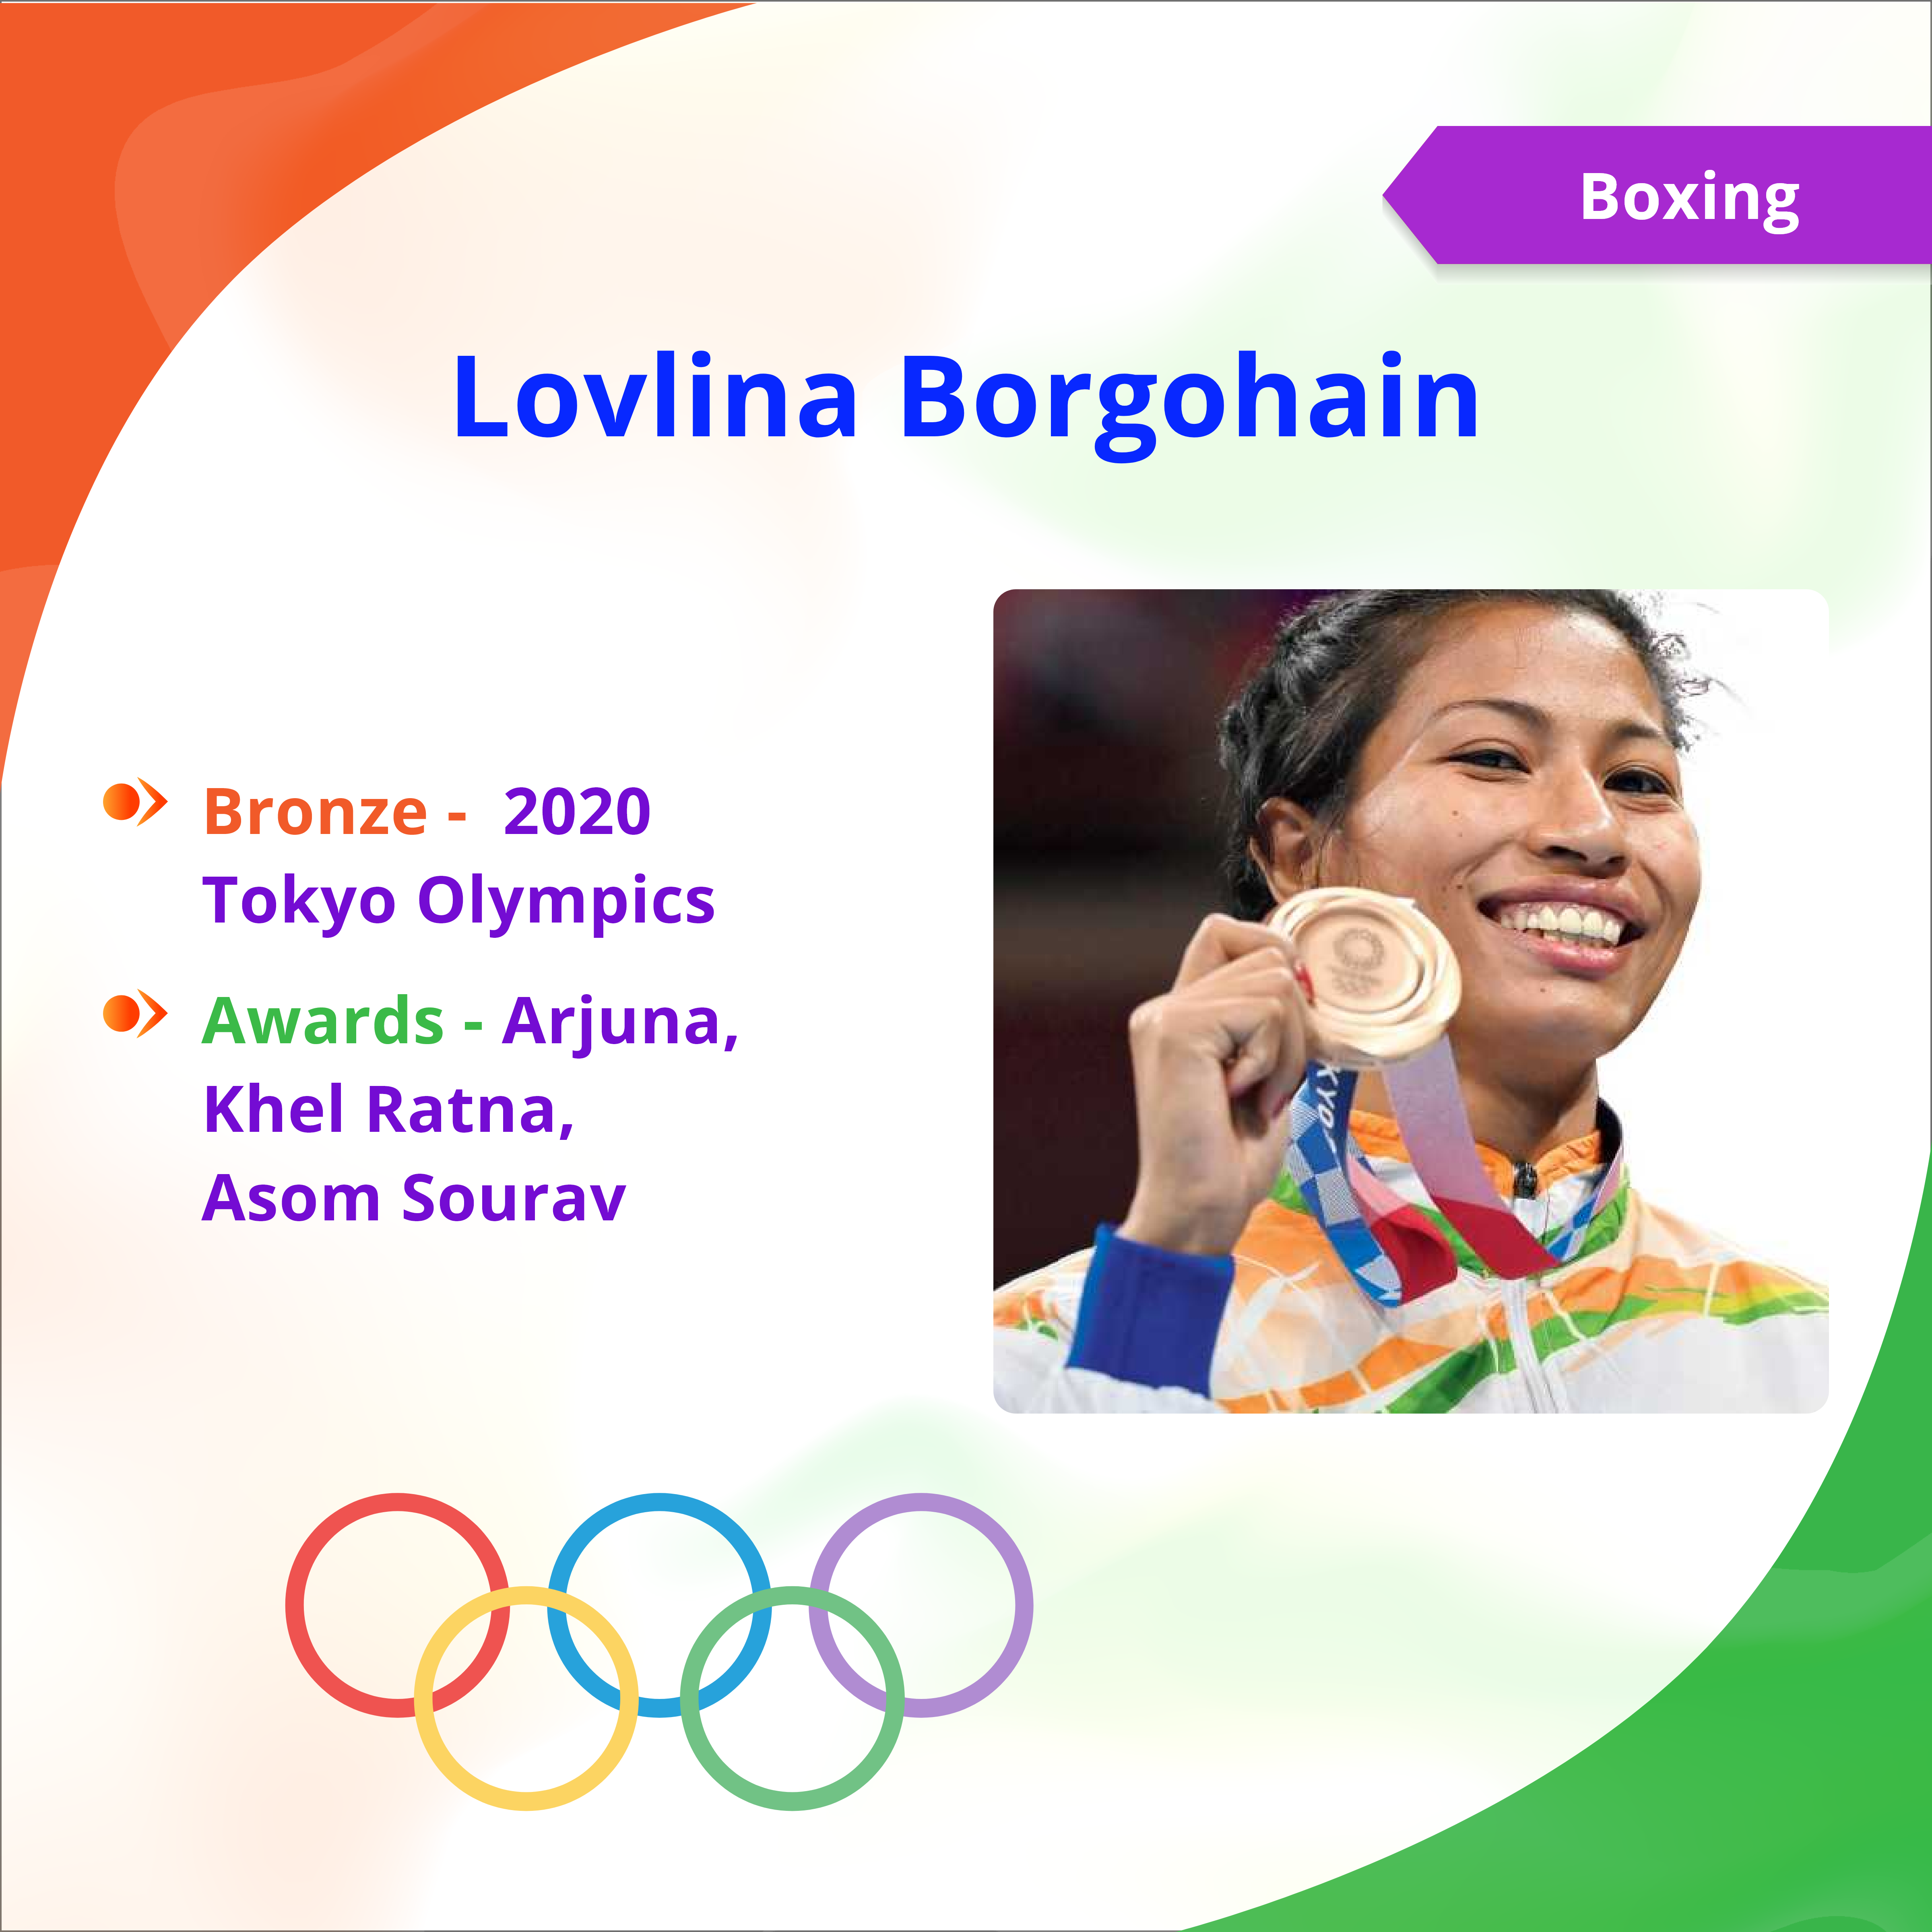 Boxing
Lovlina Borgohain
Bronze - 2020
Tokyo Olympics
Awards - Arjuna,
Khel Ratna,
Asom Sourav